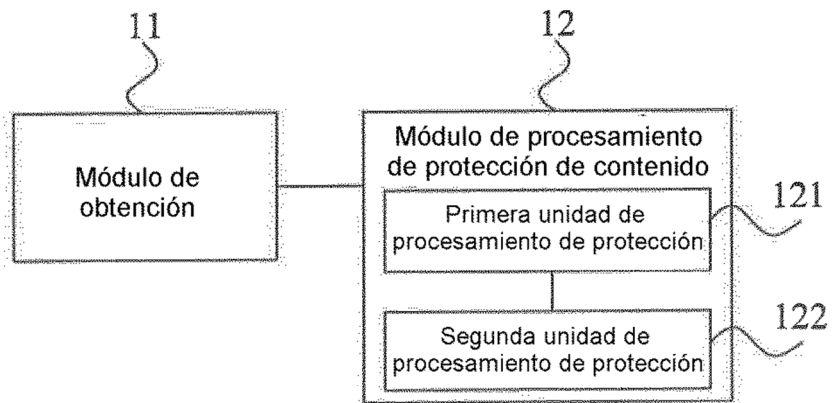 11
12
Módulo de
obtención
Módulo de procesamiento
de protección de contenido
Primera unidad de
procesamiento de protección
121
Segunda unidad de
procesamiento de protección
122